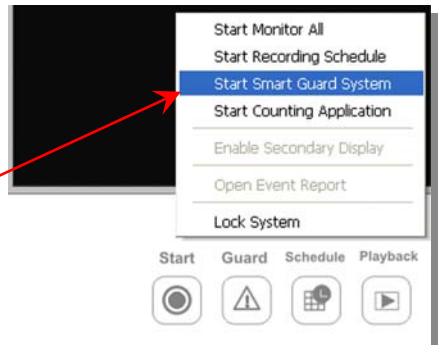 Start Monitor All
Start Recording Schedule
Start Smart Guard System
Start Counting Application
Enable Secondary Display
Open Event Report
Lock System
Start Guard Schedule Playback